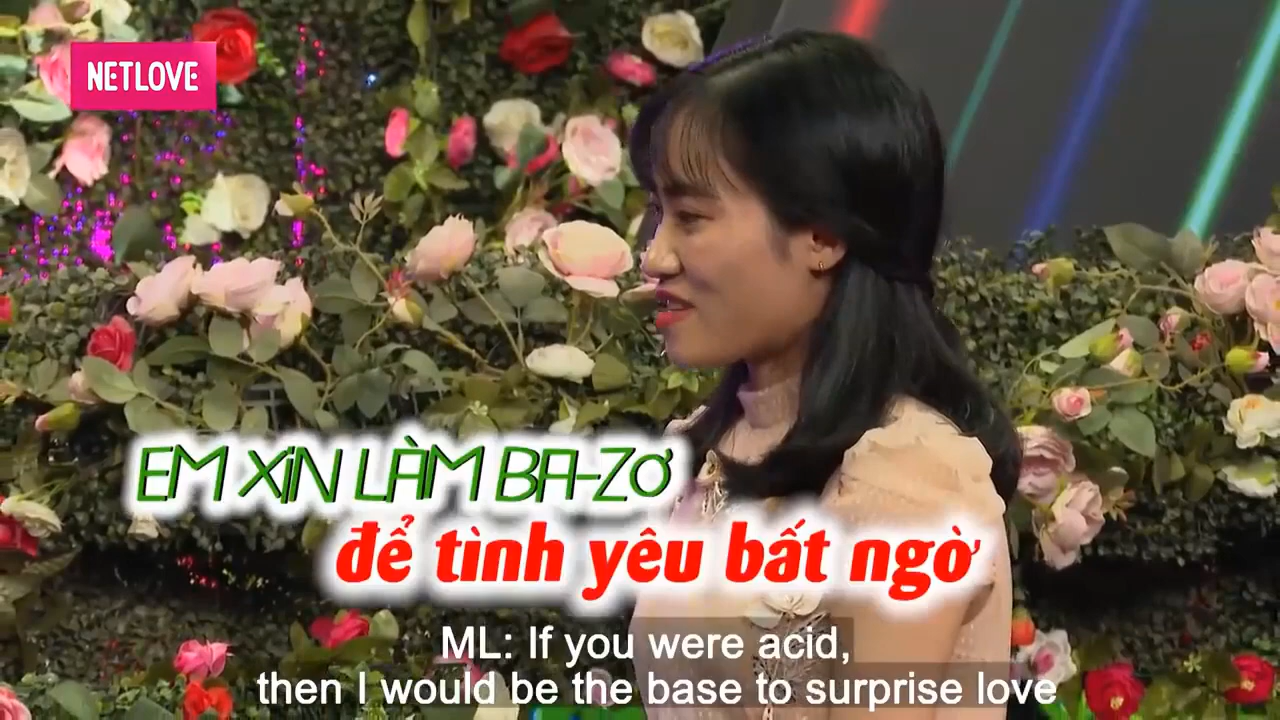 NETLOVE
EM XIN LÀM BA-ZƠ
để tình yêu bất ngờ
ML: If you were acid,
then I would be the base to surprise love